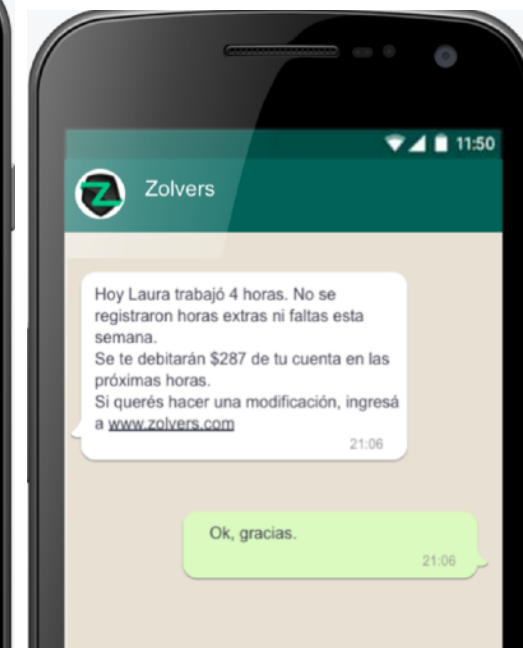 11:50
Zolvers
Hoy Laura trabajó 4 horas. No se
registraron horas extras ni faltas esta
semana.
Se te debitarán $287 de tu cuenta en las
próximas horas.
Si querés hacer una modificación, ingresá
a www.zolvers.com
21:06
Ok, gracias.
21:06